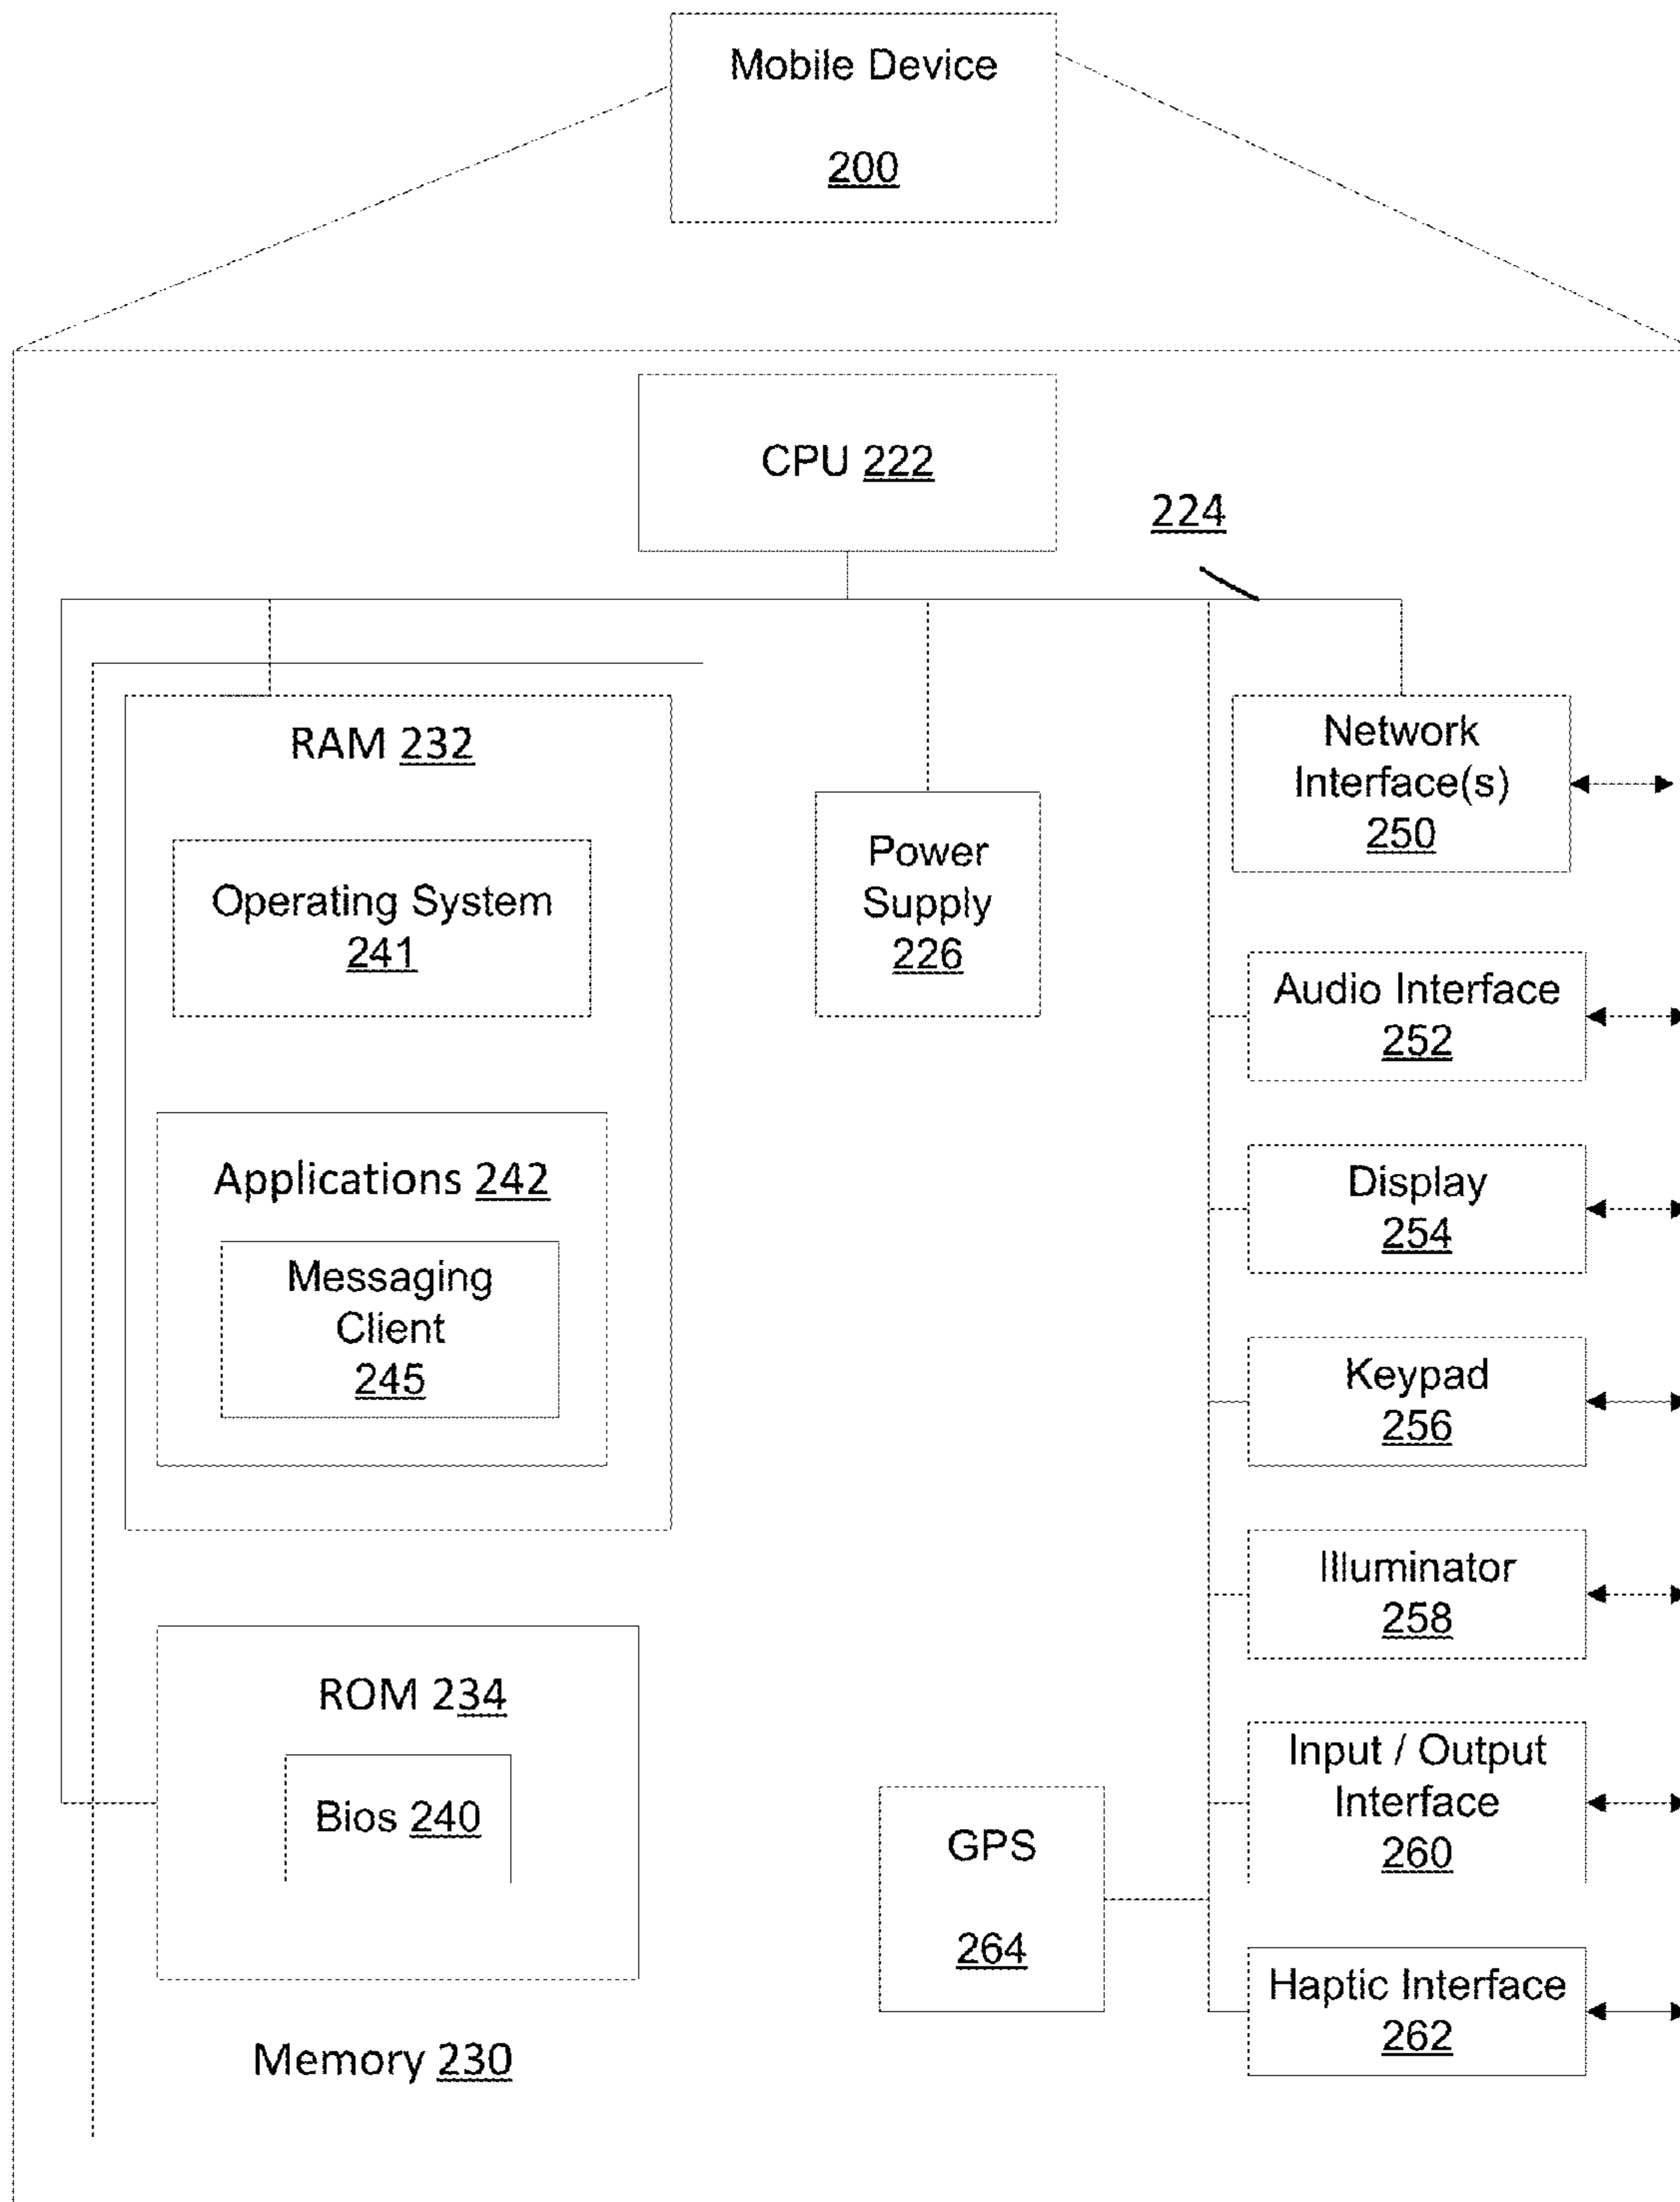 Mobile Device
200
CPU 222
224
RAM 232
Operating System
241
Applications 242
Messaging
Client
245
ROM 234
Bios 240
Memory 230
Power
Supply
226
GPS
264
Network
Interface(s)
250
Audio Interface
252
Display
254
Keypad
256
Illuminator
258
Input / Output
Interface
260
Haptic Interface
262